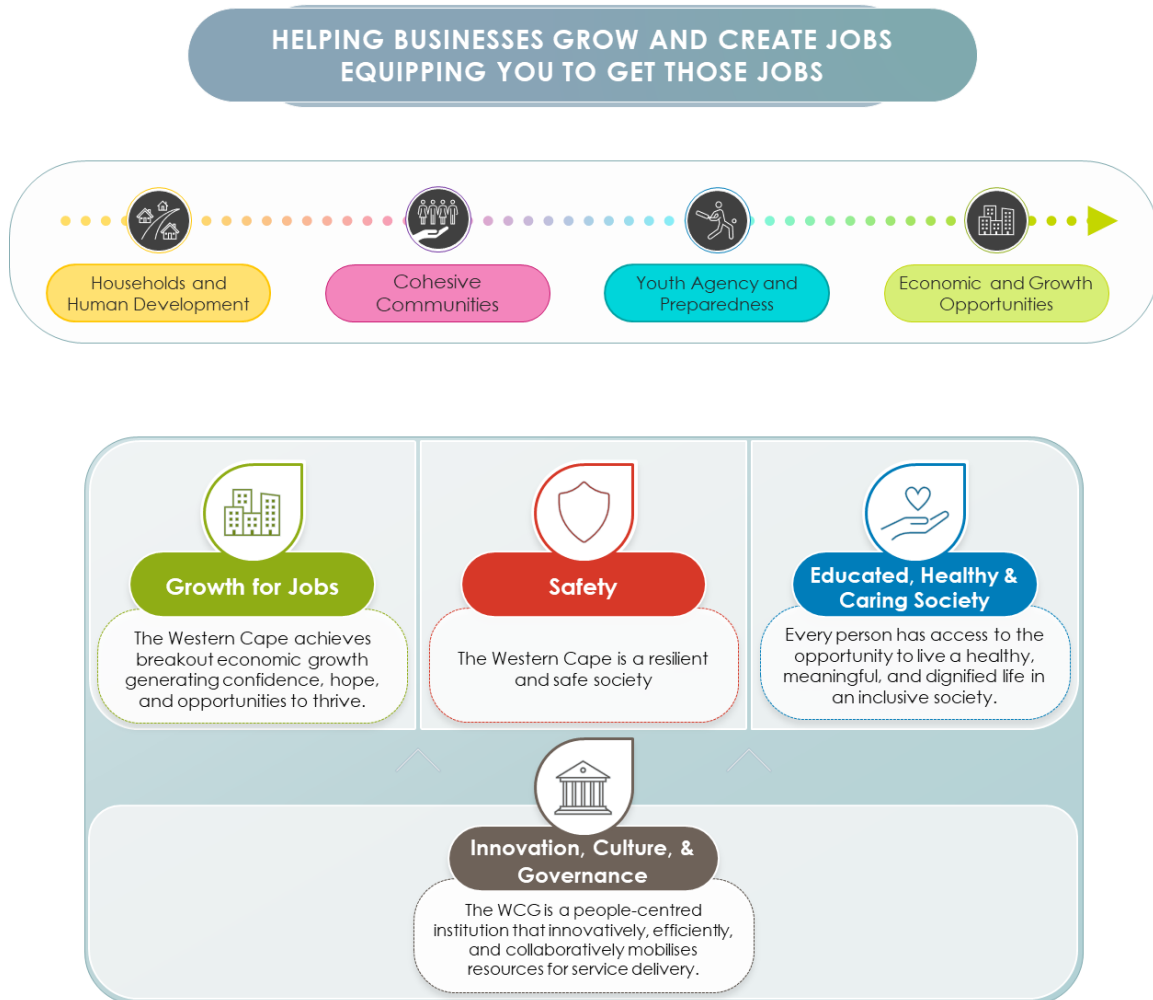 HELPING BUSINESSES GROW AND CREATE JOBS
EQUIPPING YOU TO GET THOSE JOBS
Households and
Human Development
Cohesive
Communities
Youth Agency and
Preparedness
Economic and Growth
Opportunities
Growth for Jobs
The Western Cape achieves
breakout economic growth
generating confidence, hope,
and opportunities to thrive.
Safety
The Western Cape is a resilient
and safe society
Educated, Healthy &
Caring Society
Every person has access to the
opportunity to live a healthy,
meaningful, and dignified life in
an inclusive society.
Innovation, Culture, &
Governance
The WCG is a people-centred
institution that innovatively, efficiently,
and collaboratively mobilises
resources for service delivery.